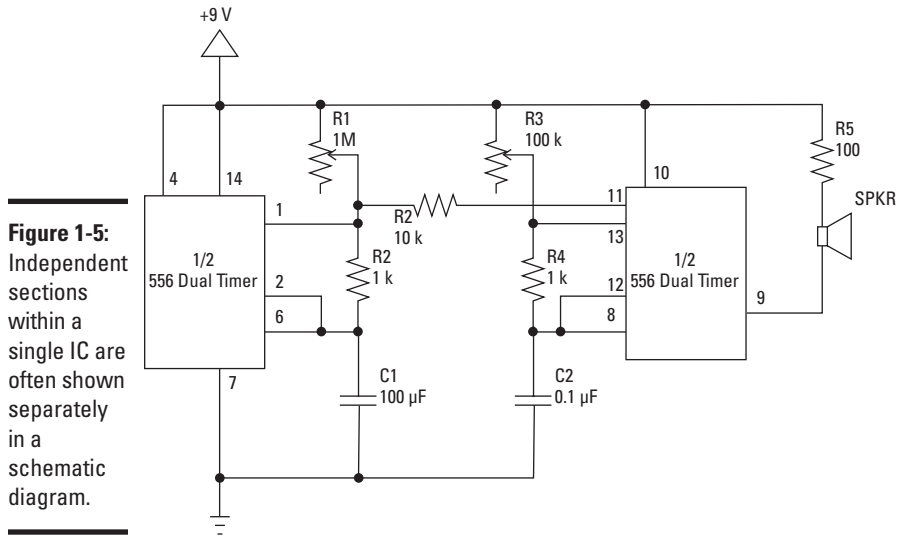 +9 V
R1
1M
R3
100 k
R5
100
SPKR
4
14
10
1
11
R2
10 k
13
Figure 1-5:
Independent
sections
within a
single IC are
often shown
separately
in a
schematic
diagram.
1/2
556 Dual Timer
2
6
7
R2
1 k
R4
1 k
12
8
1/2
556 Dual Timer
9
C1
100 µF
C2
0.1 µF